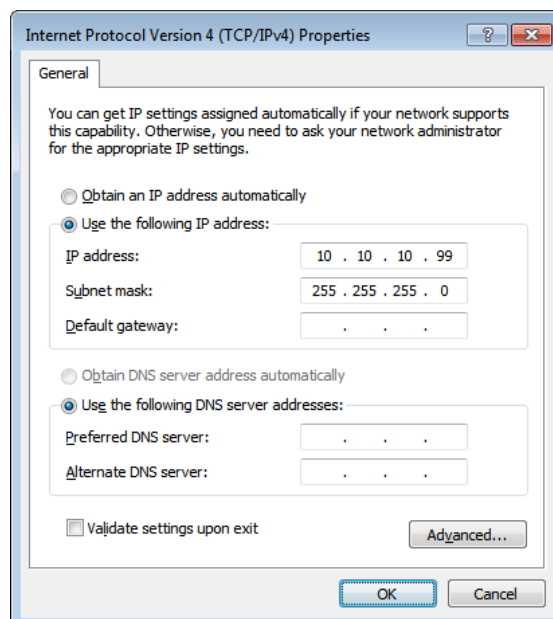 Internet Protocol Version 4 (TCP/IPv4) Properties
General
You can get IP settings assigned automatically if your network supports
this capability. Otherwise, you need to ask your network administrator
for the appropriate IP settings.
Obtain an IP address automatically
Use the following IP address:
IP address: 10 . 10 . 10 . 99
Subnet mask: 255 . 255 . 255 . 0
Default gateway: . . .
Obtain DNS server address automatically
Use the following DNS server addresses:
Preferred DNS server: . . .
Alternate DNS server: . . .
Validate settings upon exit
Advanced...
OK Cancel